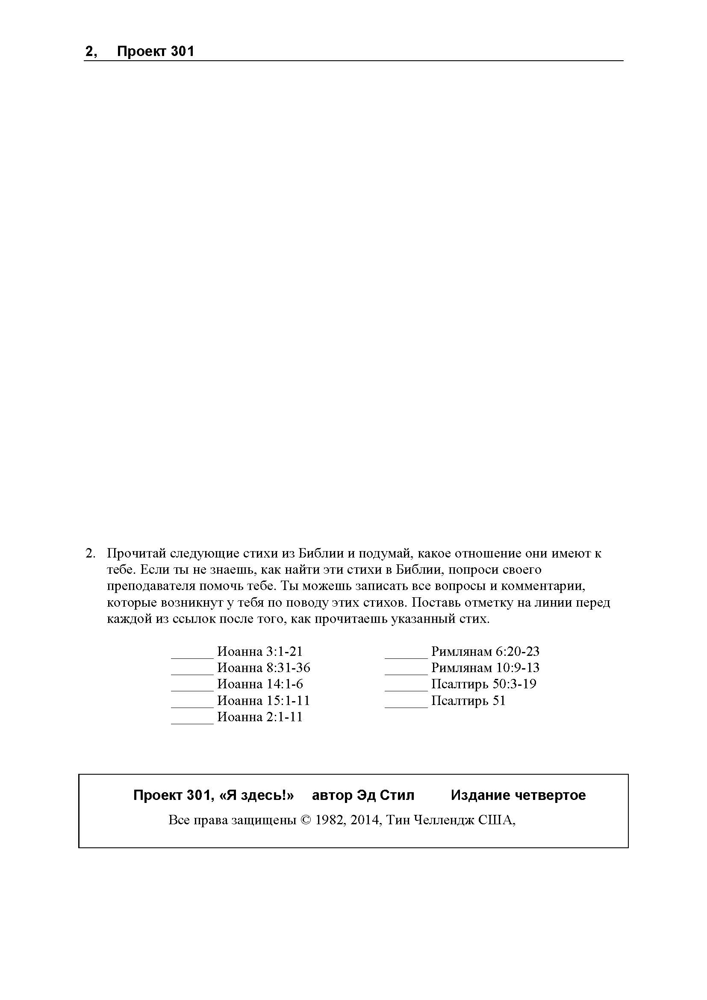 2, Проект 301
2. Прочитай следующие стихи из Библии и подумай, какое отношение они имеют к
тебе. Если ты не знаешь, как найти эти стихи в Библии, попроси своего
преподавателя помочь тебе. Ты можешь записать все вопросы и комментарии,
которые возникнут у тебя по поводу этих стихов. Поставь отметку на линии перед
каждой из ссылок после того, как прочитаешь указанный стих.
______ Иоанна 3:1-21 ______ Римлянам 6:20-23
______ Иоанна 8:31-36 ______ Римлянам 10:9-13
______ Иоанна 14:1-6 ______ Псалтирь 50:3-19
______ Иоанна 15:1-11 ______ Псалтирь 51
______ Иоанна 2:1-11
Проект 301, «Я здесь!» автор Эд Стил Издание четвертое
Все права защищены © 1982, 2014, Тин Челлендж США,